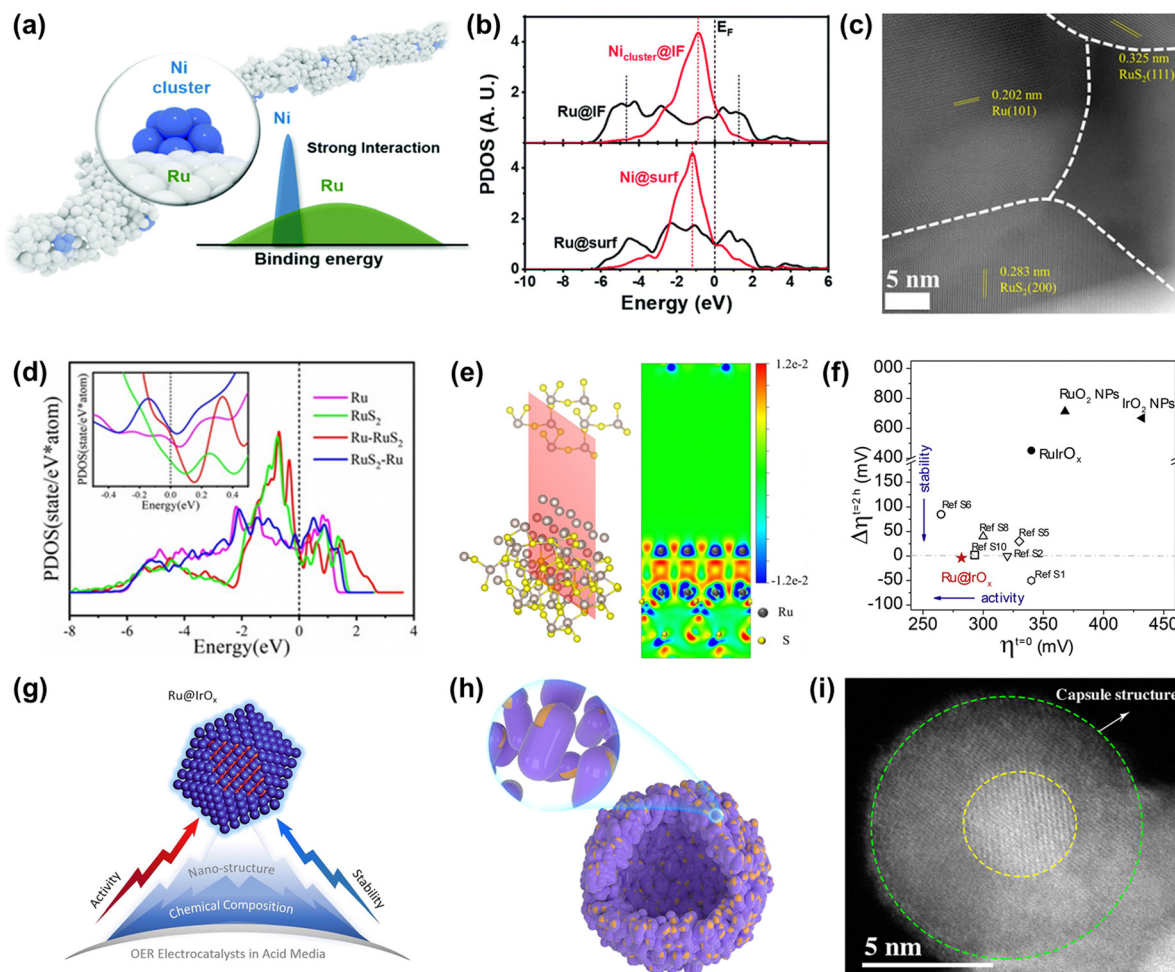 (a)
Ni
cluster
Ni
Strong Interaction
Ru
Ru
Binding energy
(b)
PDOS (A. U.)
4
2
0
4
2
0
E_F
Ni_cluster@IF
Ru@IF
Ni@surf
Ru@surf
-10 -8 -6 -4 -2 0 2 4 6
Energy (eV)
(c)
0.325 nm
RuS₂(111)
0.202 nm
Ru(101)
0.283 nm
RuS₂(200)
5 nm
(d)
PDOS(state/eV*atom)
PDOS(state/eV*atom)
-0.4 -0.2 0.0 0.2 0.4
Energy(eV)
Ru
RuS₂
Ru-RuS₂
RuS₂-Ru
-8 -6 -4 -2 0 2 4
Energy(eV)
(e)
1.2e-2
-1.2e-2
Ru
S
(f)
Δη^{t=2 h} (mV)
000
800
600
400
100
50
0
-50
-100
RuO₂ NPs
IrO₂ NPs
RuIrOₓ
stability
Ref S6
Ref S8
Ref S5
Ref S10
Ref S2
Ru@IrOₓ
Ref S1
activity
250 300 350 400 450
η^{t=0} (mV)
(g)
Ru@IrOₓ
Activity
Stability
Nano-structure
Chemical Composition
OER Electrocatalysts in Acid Media
(h)
(i)
Capsule structure
5 nm